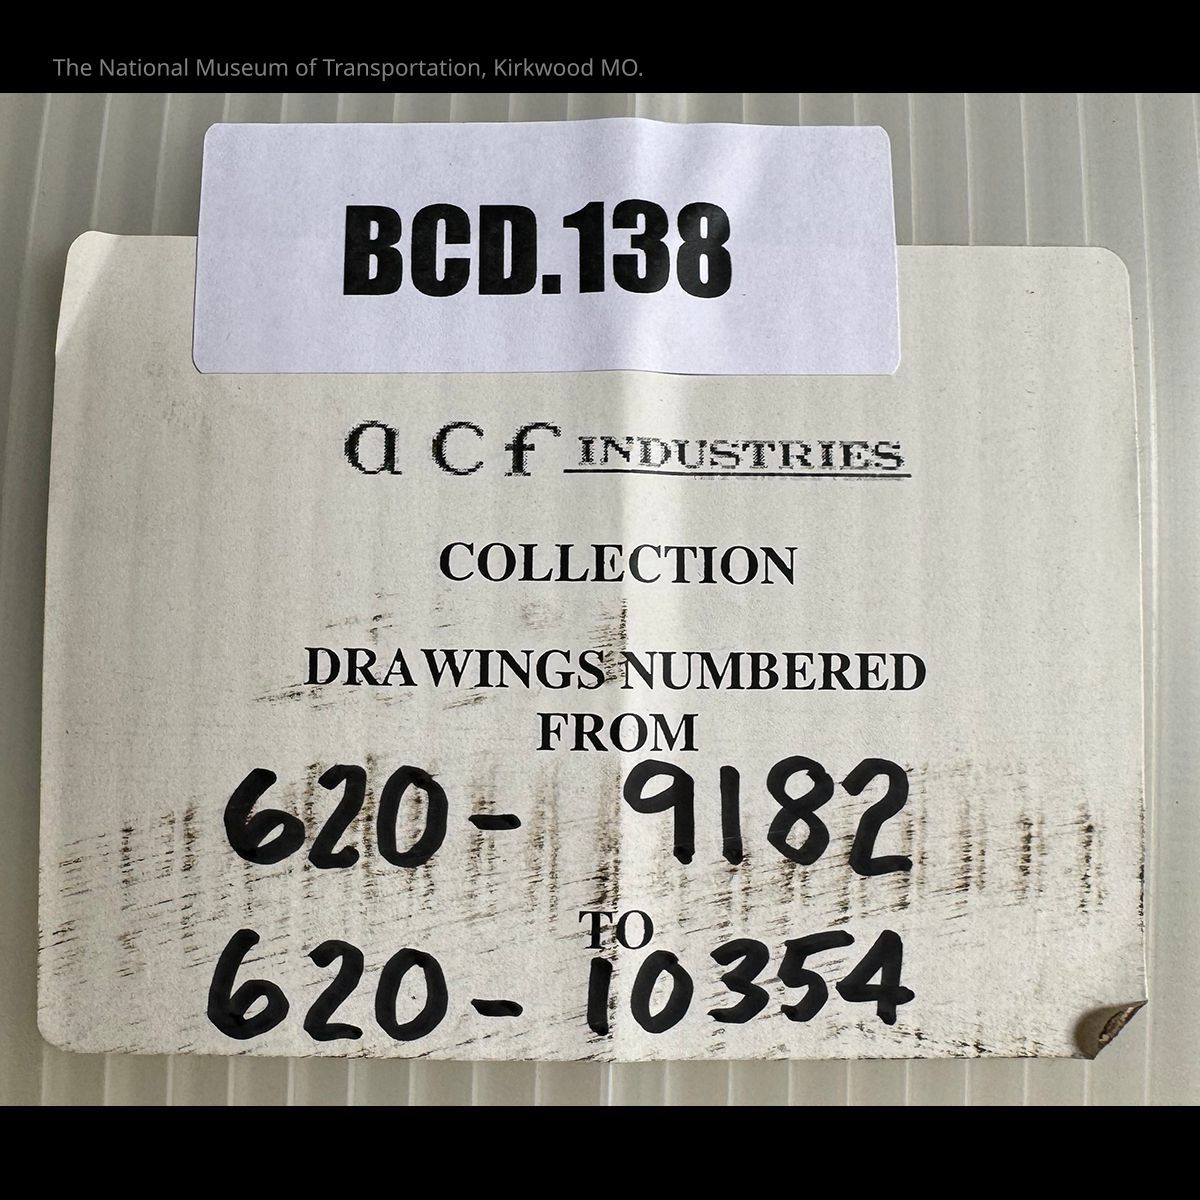 The National Museum of Transportation, Kirkwood MO.
BCD.138
acf INDUSTRIES
COLLECTION
DRAWINGS NUMBERED
FROM
620- 9182
TO
620- 10354